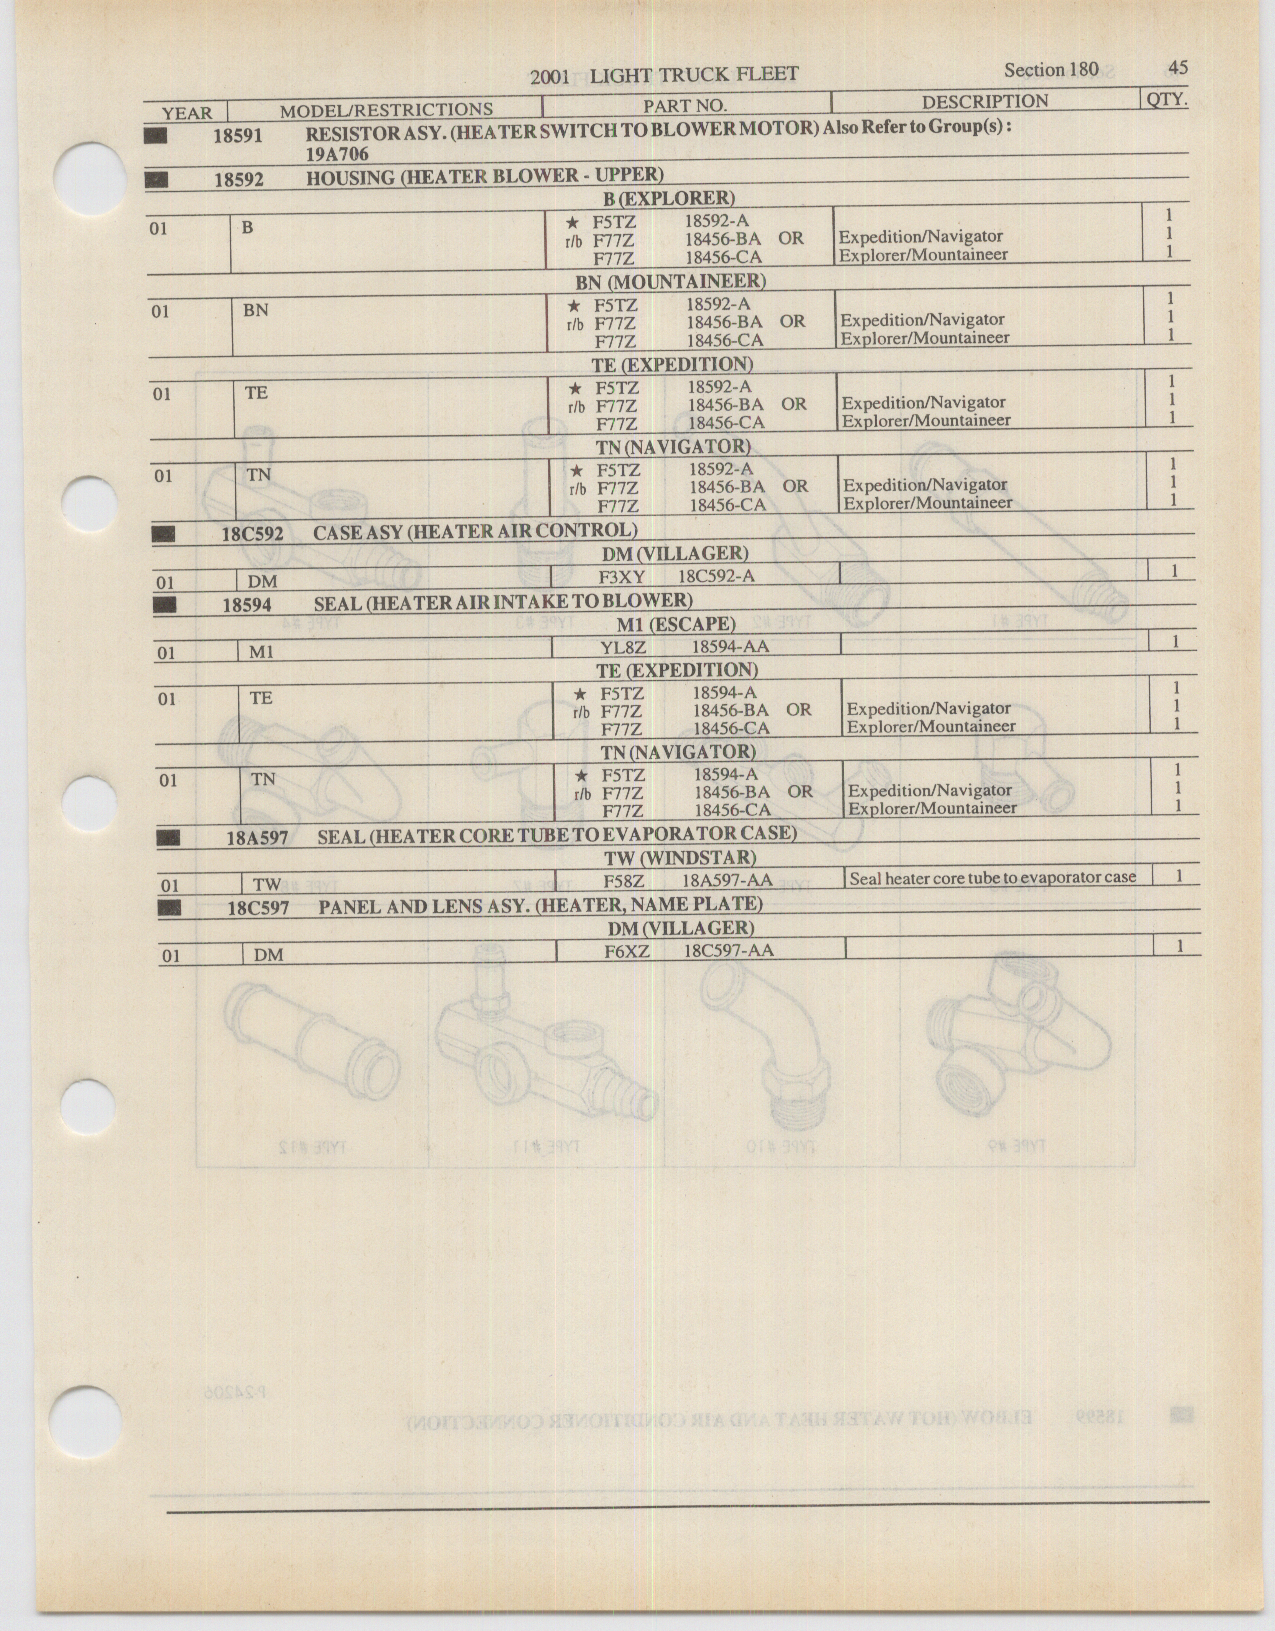 2001 LIGHT TRUCK FLEET Section 180 45
YEAR MODEL/RESTRICTIONS PART NO. DESCRIPTION QTY.
18591 RESISTOR ASY. (HEATER SWITCH TO BLOWER MOTOR) Also Refer to Group(s) :
19A706
18592 HOUSING (HEATER BLOWER - UPPER)
B (EXPLORER)
01 B ★ F5TZ 18592-A 1
r/b F77Z 18456-BA OR Expedition/Navigator 1
F77Z 18456-CA Explorer/Mountaineer 1
BN (MOUNTAINEER)
01 BN ★ F5TZ 18592-A 1
r/b F77Z 18456-BA OR Expedition/Navigator 1
F77Z 18456-CA Explorer/Mountaineer 1
TE (EXPEDITION)
01 TE ★ F5TZ 18592-A 1
r/b F77Z 18456-BA OR Expedition/Navigator 1
F77Z 18456-CA Explorer/Mountaineer 1
TN (NAVIGATOR)
01 TN ★ F5TZ 18592-A 1
r/b F77Z 18456-BA OR Expedition/Navigator 1
F77Z 18456-CA Explorer/Mountaineer 1
18C592 CASE ASY (HEATER AIR CONTROL)
DM (VILLAGER)
01 DM F3XY 18C592-A 1
18594 SEAL (HEATER AIR INTAKE TO BLOWER)
M1 (ESCAPE)
01 M1 YL8Z 18594-AA 1
TE (EXPEDITION)
01 TE ★ F5TZ 18594-A 1
r/b F77Z 18456-BA OR Expedition/Navigator 1
F77Z 18456-CA Explorer/Mountaineer 1
TN (NAVIGATOR)
01 TN ★ F5TZ 18594-A 1
r/b F77Z 18456-BA OR Expedition/Navigator 1
F77Z 18456-CA Explorer/Mountaineer 1
18A597 SEAL (HEATER CORE TUBE TO EVAPORATOR CASE)
TW (WINDSTAR)
01 TW F58Z 18A597-AA Seal heater core tube to evaporator case 1
18C597 PANEL AND LENS ASY. (HEATER, NAME PLATE)
DM (VILLAGER)
01 DM F6XZ 18C597-AA 1